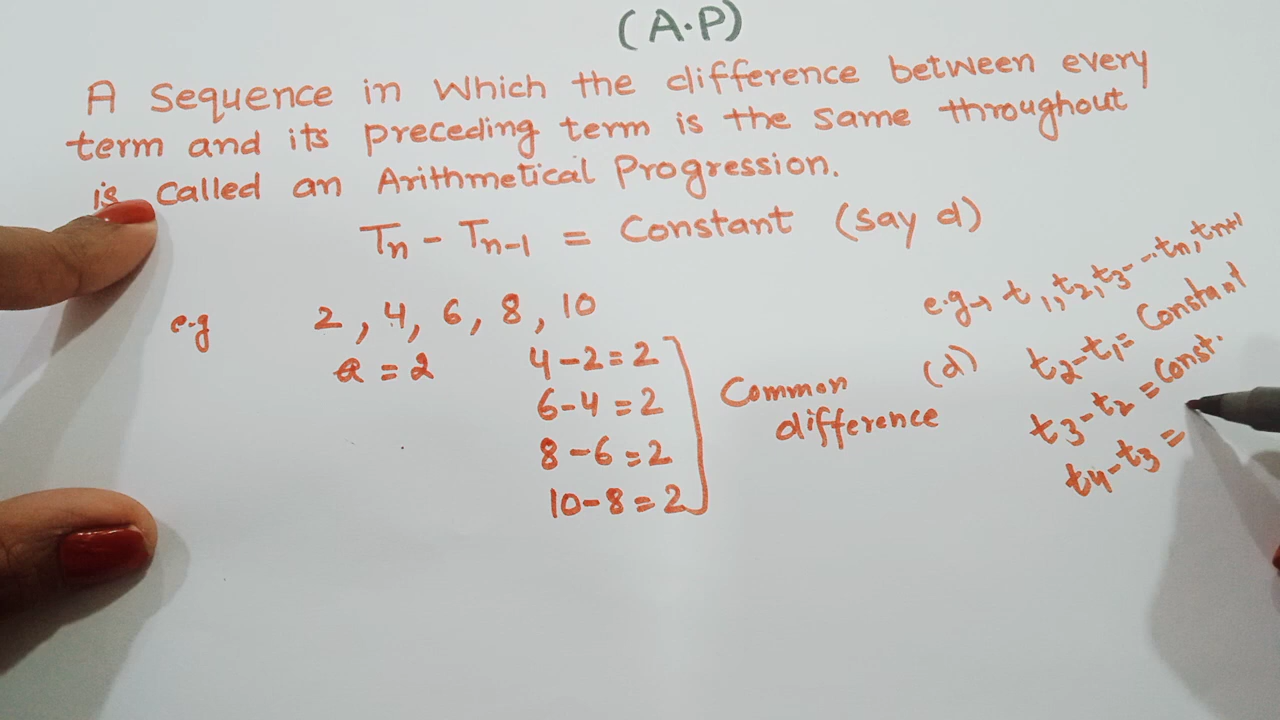 (A.P)
A Sequence in Which the difference between every
term and its preceding term is the same throughout
is Called an Arithmetical Progression.
Tn - Tn-1 = Constant (say d)
e.g 2, 4, 6, 8, 10
a = 2
4-2=2
6-4=2
8-6=2
10-8=2
Common
difference
(d)
e.g→ t1, t2, t3 -- tn, tn+1
t2-t1= Constant
t3-t2 = Const.
t4-t3 =